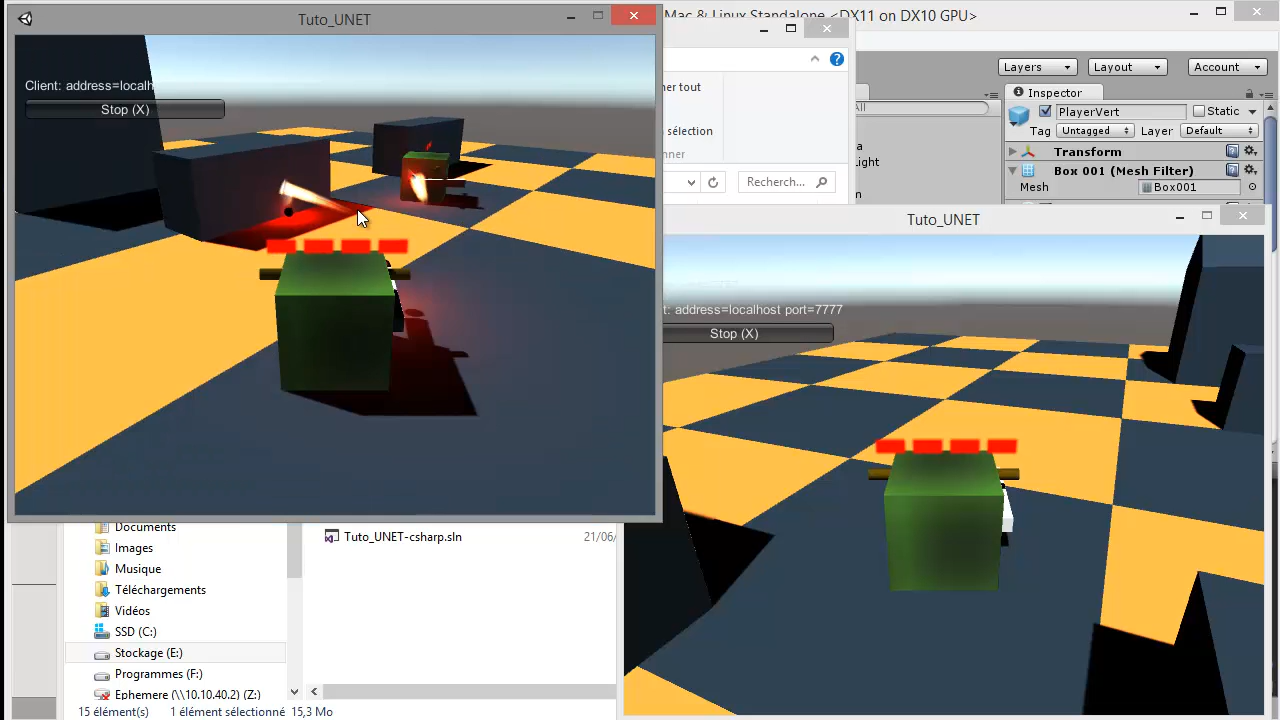 Tuto_UNET
Client: address=localh
Stop (X)
Mac & Linux Standalone <DX11 on DX10 GPU>
er tout
sélection
nner
Recherc...
Layers
Layout
Account
Inspector
PlayerVert
Static
Tag
Untagged
Layer
Default
Transform
Box 001 (Mesh Filter)
Mesh
Box001
Light
Tuto_UNET
t: address=localhost port=7777
Stop (X)
Documents
Images
Musique
Téléchargements
Vidéos
SSD (C:)
Stockage (E:)
Programmes (F:)
Ephemere (\\10.10.40.2) (Z:)
Tuto_UNET-csharp.sln
21/06/
15 élément(s)
1 élément sélectionné
15,3 Mo